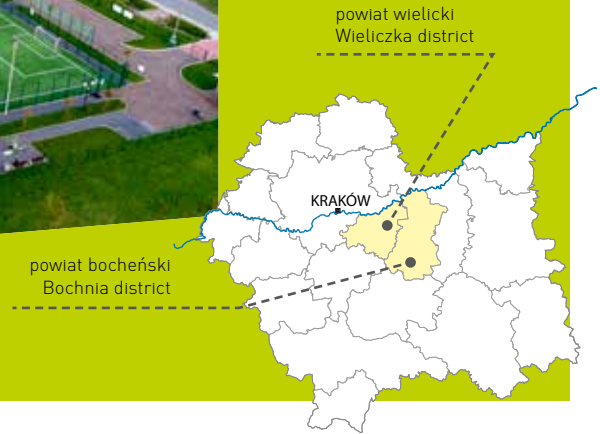 powiat wielicki
Wieliczka district
KRAKÓW
powiat bocheński
Bochnia district